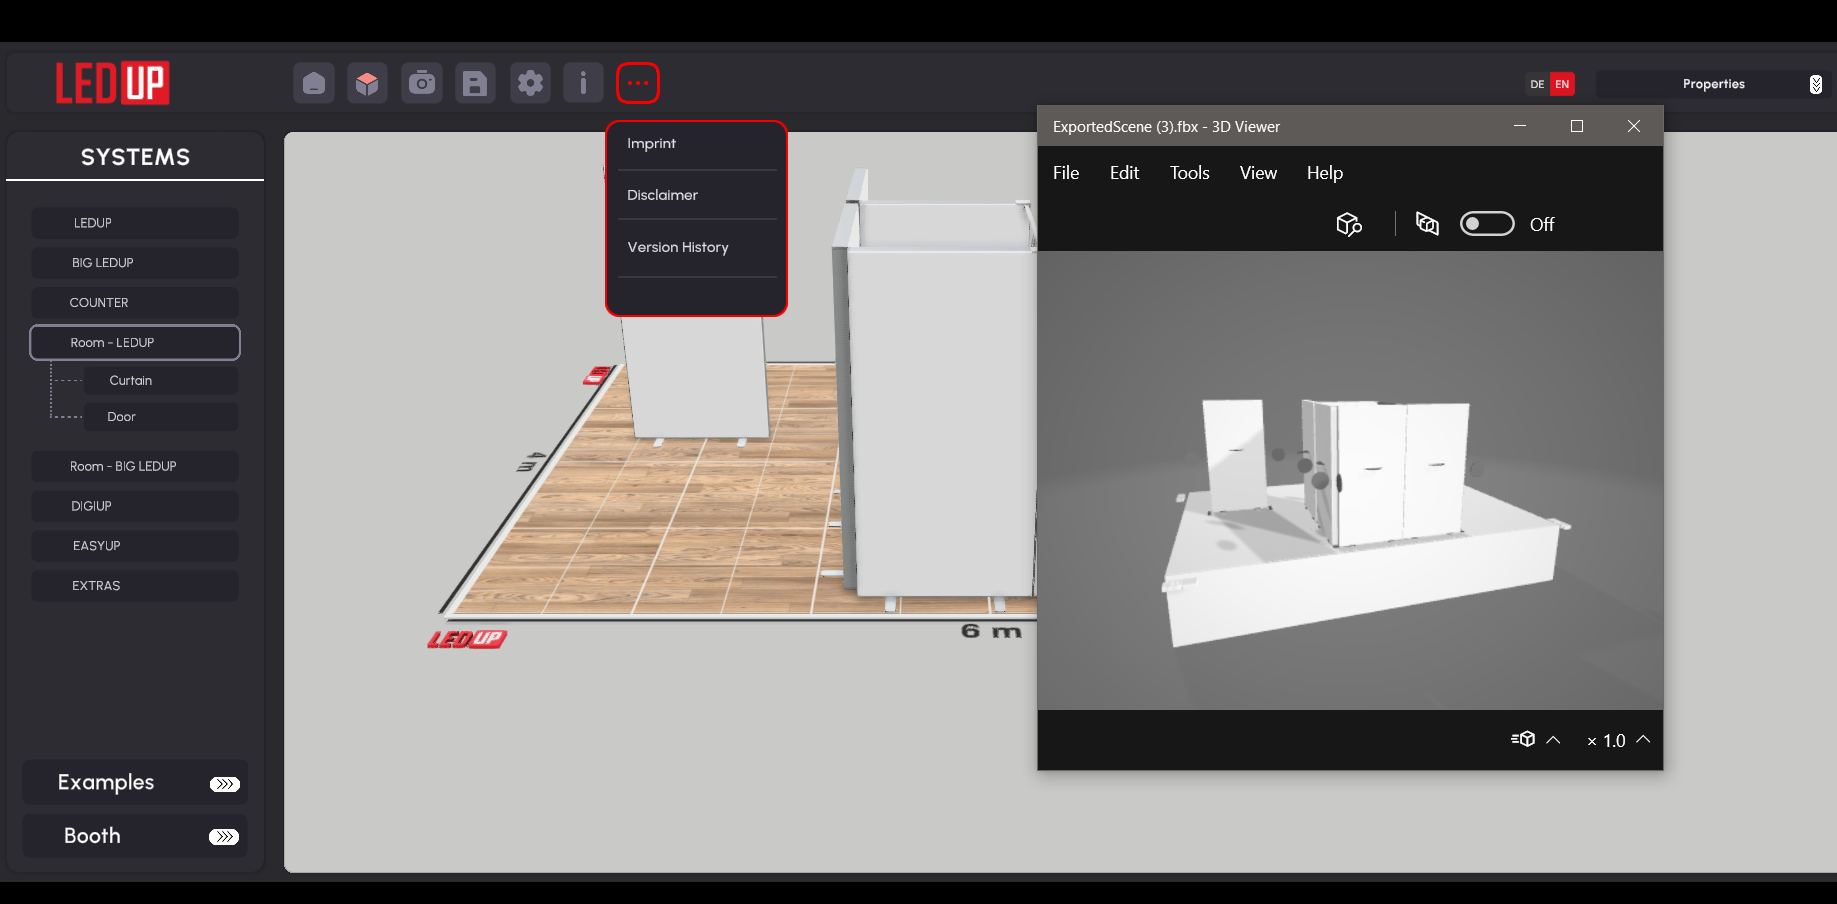 LEDUP
DE EN
Properties
SYSTEMS
LEDUP
BIG LEDUP
COUNTER
Room - LEDUP
Curtain
Door
Room - BIG LEDUP
DIGIUP
EASYUP
EXTRAS
Examples
Booth
Imprint
Disclaimer
Version History
4 m
6 m
LEDUP
ExportedScene (3).fbx - 3D Viewer
File Edit Tools View Help
Off
× 1.0